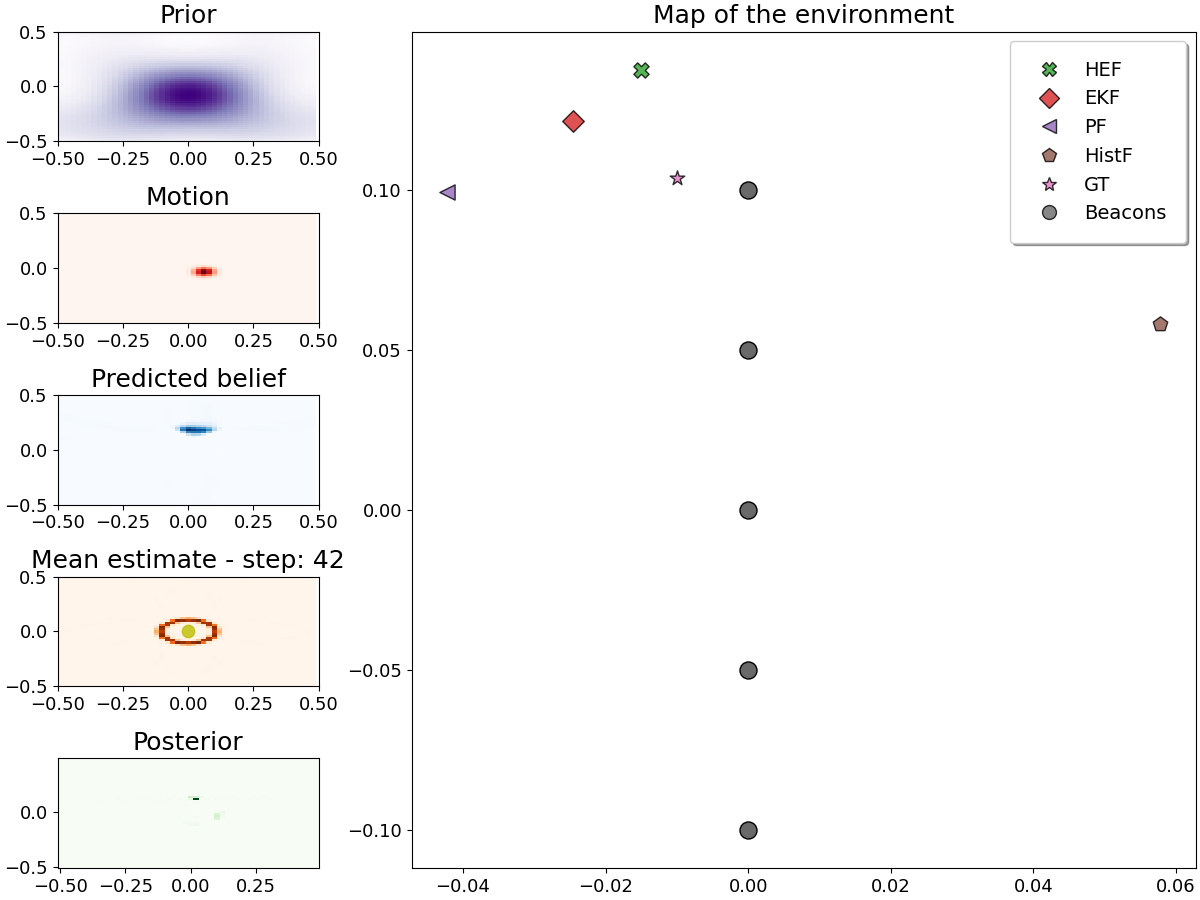 Prior
0.5
0.0
−0.5
−0.50 −0.25 0.00 0.25 0.50
Motion
0.5
0.0
−0.5
−0.50 −0.25 0.00 0.25 0.50
Predicted belief
0.5
0.0
−0.5
−0.50 −0.25 0.00 0.25 0.50
Mean estimate - step: 42
0.5
0.0
−0.5
−0.50 −0.25 0.00 0.25 0.50
Posterior
0.0
−0.5
−0.50 −0.25 0.00 0.25
Map of the environment
HEF
EKF
PF
HistF
GT
Beacons
0.10
0.05
0.00
−0.05
−0.10
−0.04 −0.02 0.00 0.02 0.04 0.06